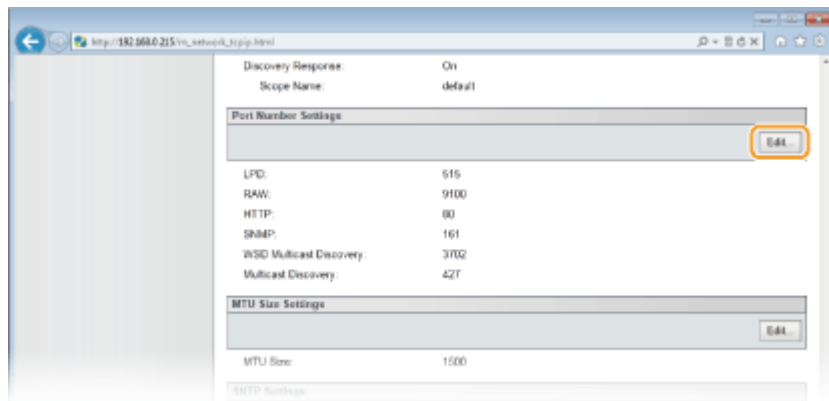 http://192.168.0.215/m_network_tcpip.html
Discovery Response: On
Scope Name: default
Port Number Settings
Edit...
LPD: 515
RAW: 9100
HTTP: 80
SNMP: 161
WSD Multicast Discovery: 3702
Multicast Discovery: 427
MTU Size Settings
Edit...
MTU Size: 1500
SNTP Settings